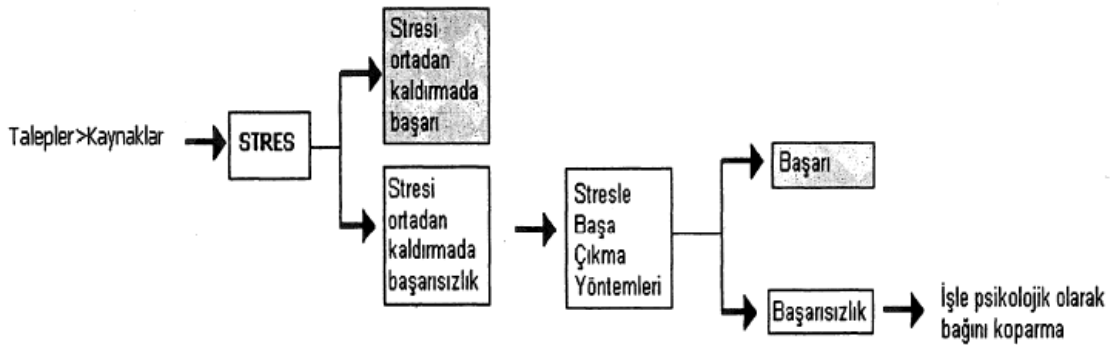 Talepler>Kaynaklar
STRES
Stresi
ortadan
kaldırmada
başarı
Stresi
ortadan
kaldırmada
başarısızlık
Stresle
Başa
Çıkma
Yöntemleri
Başarı
Başarısızlık
İşle psikolojik olarak
bağını koparma